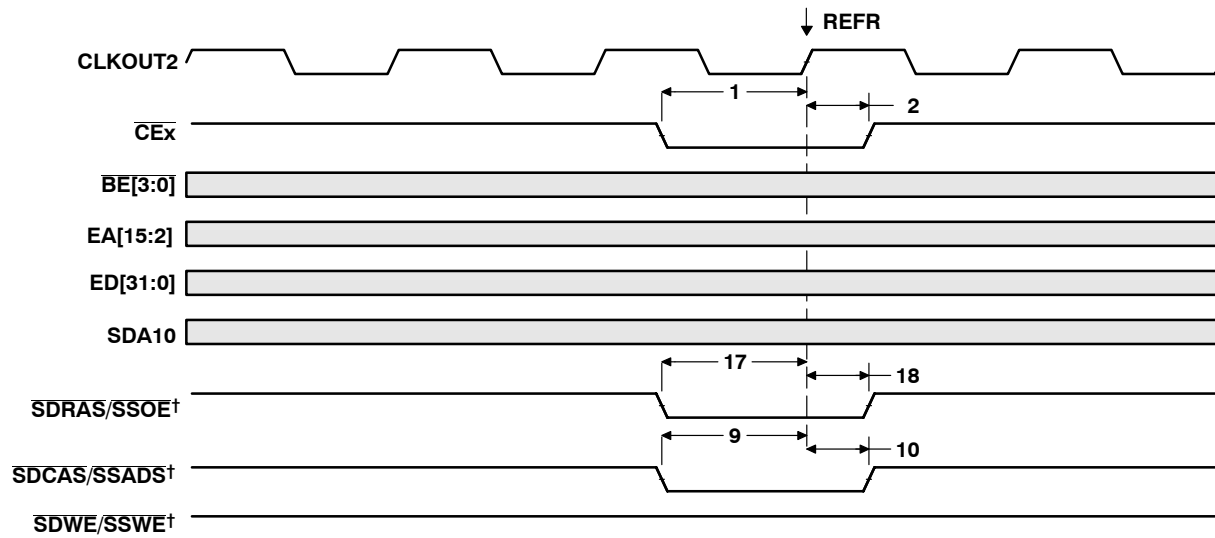 REFR
CLKOUT2
1
2
CEx
BE[3:0]
EA[15:2]
ED[31:0]
SDA10
17
18
SDRAS/SSOE†
9
10
SDCAS/SSADS†
SDWE/SSWE†